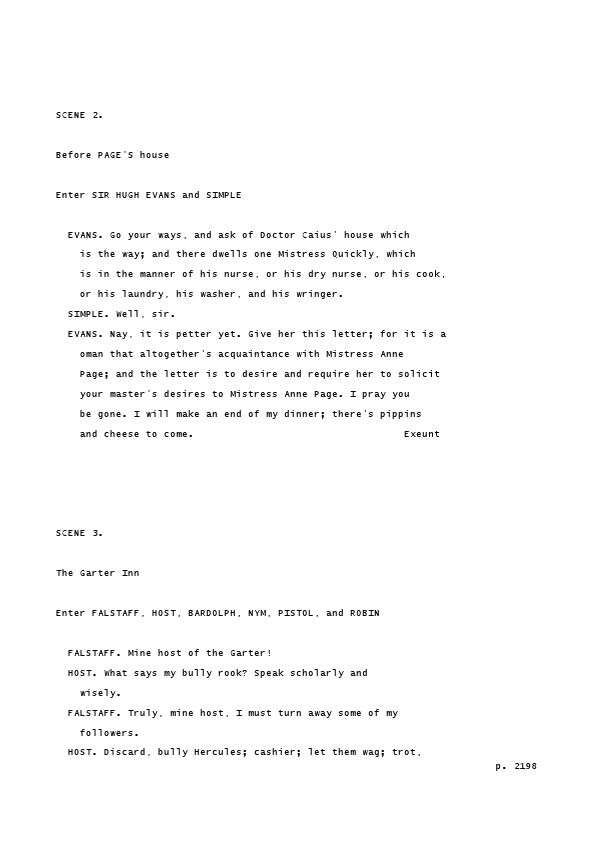 SCENE 2.
Before PAGE'S house
Enter SIR HUGH EVANS and SIMPLE
EVANS. Go your ways, and ask of Doctor Caius' house which
is the way; and there dwells one Mistress Quickly, which
is in the manner of his nurse, or his dry nurse, or his cook,
or his laundry, his washer, and his wringer.
SIMPLE. Well, sir.
EVANS. Nay, it is petter yet. Give her this letter; for it is a
oman that altogether's acquaintance with Mistress Anne
Page; and the letter is to desire and require her to solicit
your master's desires to Mistress Anne Page. I pray you
be gone. I will make an end of my dinner; there's pippins
and cheese to come. Exeunt
SCENE 3.
The Garter Inn
Enter FALSTAFF, HOST, BARDOLPH, NYM, PISTOL, and ROBIN
FALSTAFF. Mine host of the Garter!
HOST. What says my bully rook? Speak scholarly and
wisely.
FALSTAFF. Truly, mine host, I must turn away some of my
followers.
HOST. Discard, bully Hercules; cashier; let them wag; trot,
p. 2198